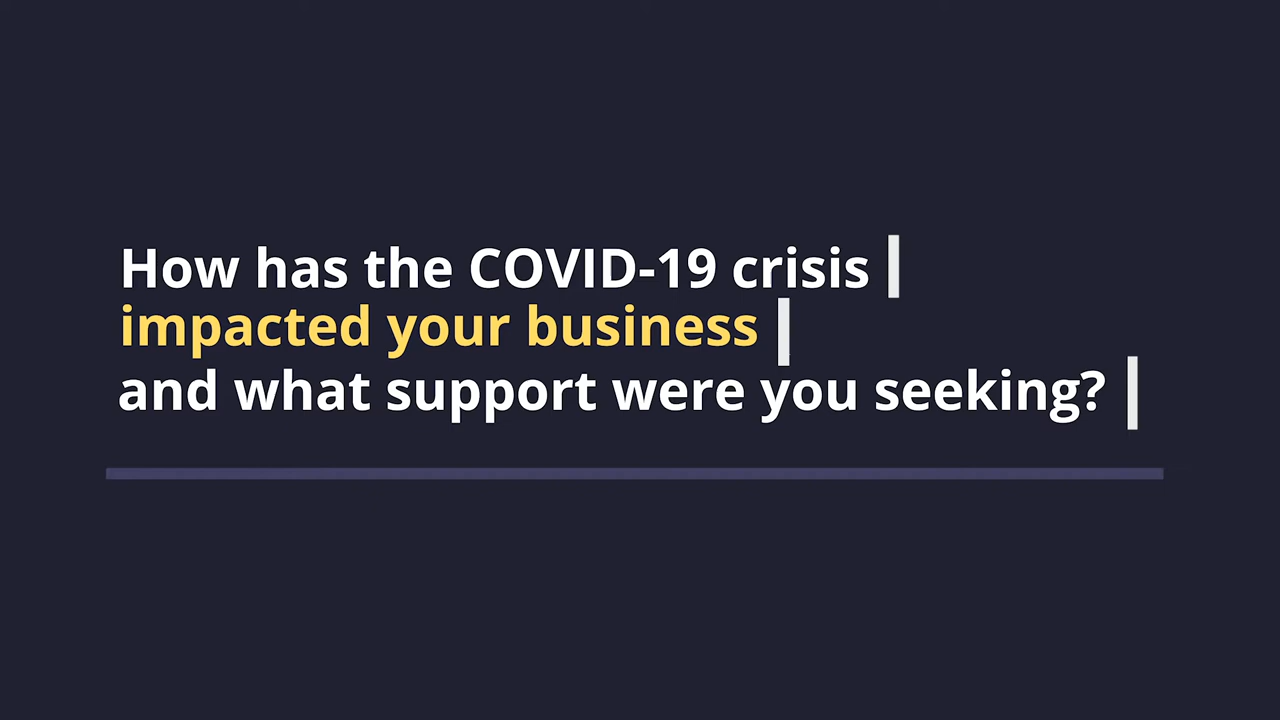 How has the COVID-19 crisis
impacted your business
and what support were you seeking?